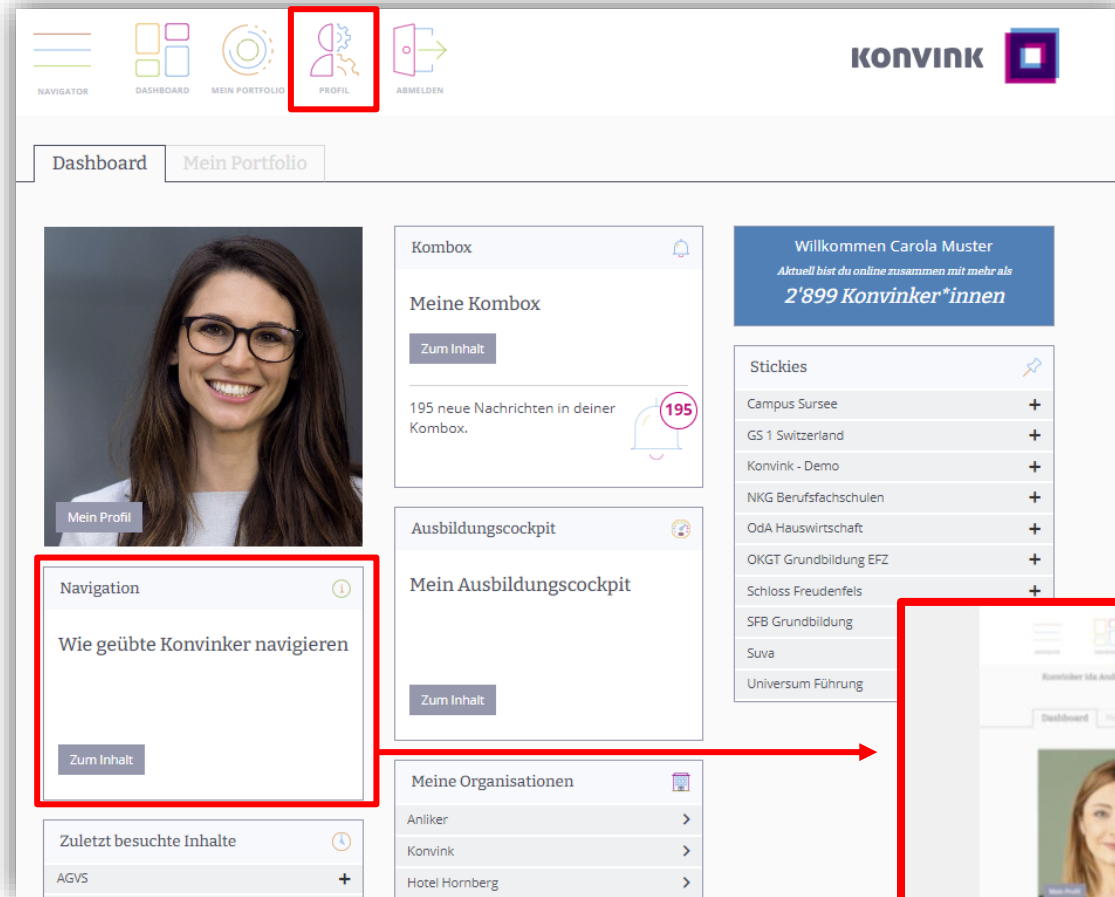 NAVIGATOR
DASHBOARD
MEIN PORTFOLIO
PROFIL
ABMELDEN
KONVINK
Dashboard
Mein Portfolio
Mein Profil
Navigation
Wie geübte Konvinker navigieren
Zum Inhalt
Zuletzt besuchte Inhalte
AGVS
Kombox
Meine Kombox
Zum Inhalt
195 neue Nachrichten in deiner
Kombox.
195
Ausbildungscockpit
Mein Ausbildungscockpit
Zum Inhalt
Meine Organisationen
Anliker
Konvink
Hotel Hornberg
Willkommen Carola Muster
Aktuell bist du online zusammen mit mehr als
2'899 Konvinker*innen
Stickies
Campus Sursee
GS 1 Switzerland
Konvink - Demo
NKG Berufsfachschulen
OdA Hauswirtschaft
OKGT Grundbildung EFZ
Schloss Freudenfels
SFB Grundbildung
Suva
Universum Führung
Konvinker Ida
Dashboard
Mein Profil